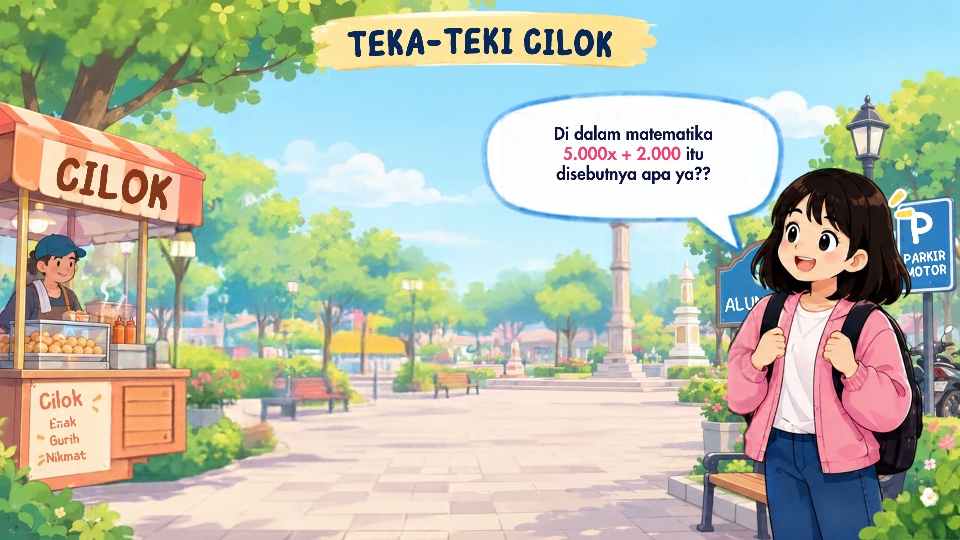 TEKA-TEKI CILOK
Di dalam matematika
5.000x + 2.000 itu
disebutnya apa ya??
CILOK
Cilok
Enak
Gurih
Nikmat
ALU
P
PARKIR
MOTOR